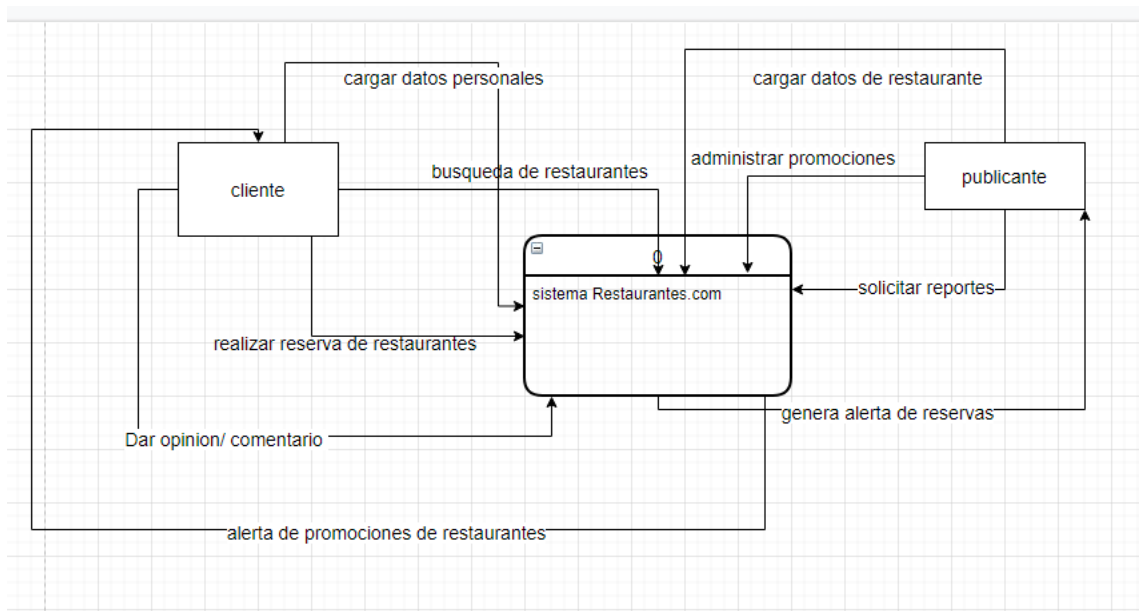 cargar datos personales
cargar datos de restaurante
administrar promociones
busqueda de restaurantes
cliente
publicante
0
sistema Restaurantes.com
solicitar reportes
realizar reserva de restaurantes
genera alerta de reservas
Dar opinion/ comentario
alerta de promociones de restaurantes